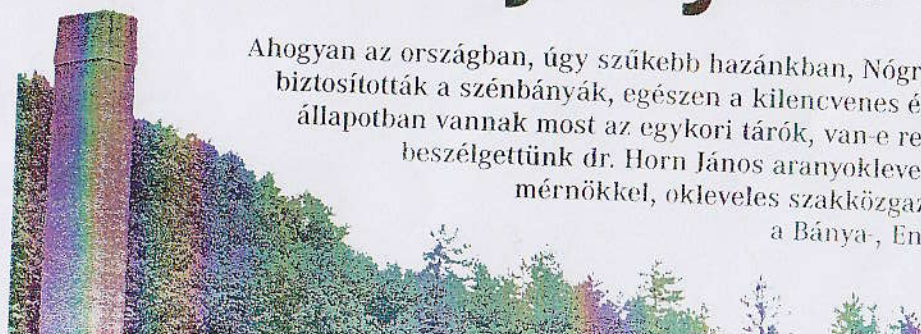 Ahogyan az országban, úgy szűkebb hazánkban, Nógr
biztosították a szénbányák, egészen a kilencvenes é
állapotban vannak most az egykori tárók, van-e re
beszélgettünk dr. Horn János aranyokleve
mérnökkel, okleveles szakközgaz
a Bánya-, En